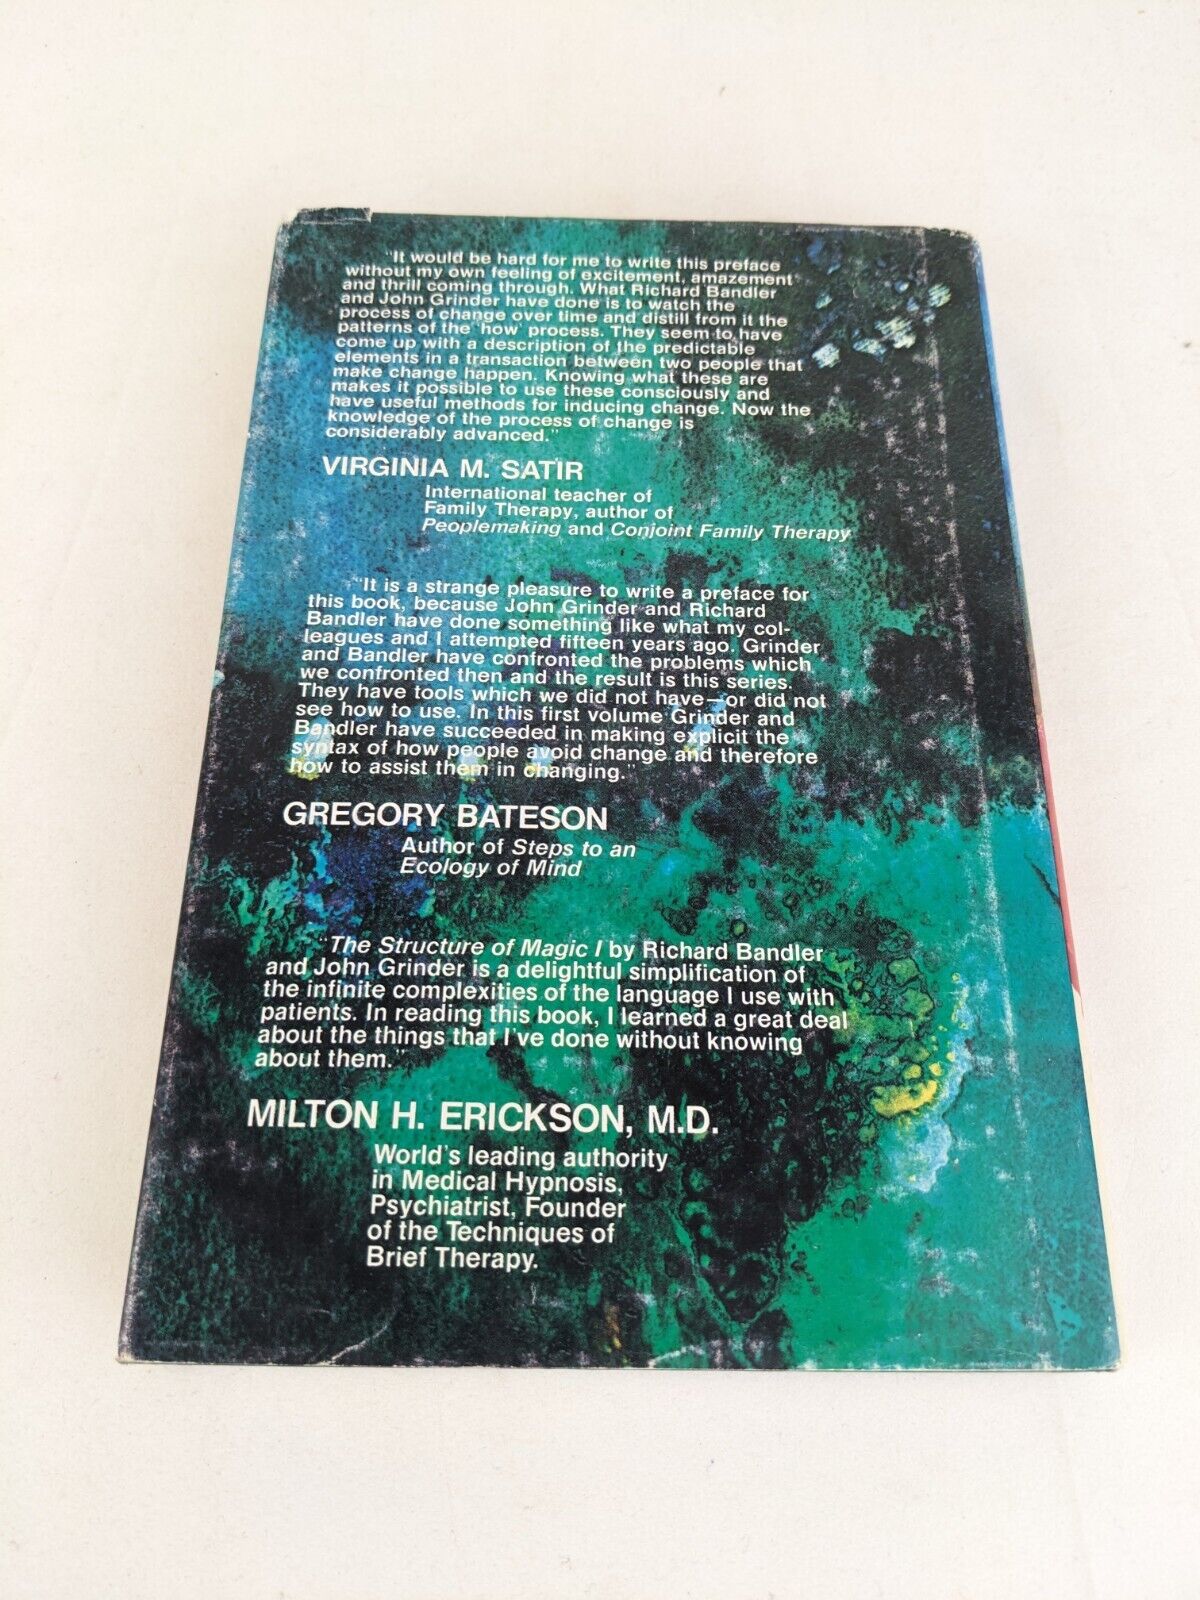 "It would be hard for me to write this preface
without my own feeling of excitement, amazement
and thrill coming through. What Richard Bandler
and John Grinder have done is to watch the
process of change over time and distill from it the
patterns of the 'how' process. They seem to have
come up with a description of the predictable
elements in a transaction between two people that
make change happen. Knowing what these are
makes it possible to use these consciously and
have useful methods for inducing change. Now the
knowledge of the process of change is
considerably advanced."
VIRGINIA M. SATIR
International teacher of
Family Therapy, author of
Peoplemaking and Conjoint Family Therapy
"It is a strange pleasure to write a preface for
this book, because John Grinder and Richard
Bandler have done something like what my col-
leagues and I attempted fifteen years ago. Grinder
and Bandler have confronted the problems which
we confronted then and the result is this series.
They have tools which we did not have—or did not
see how to use. In this first volume Grinder and
Bandler have succeeded in making explicit the
syntax of how people avoid change and therefore
how to assist them in changing."
GREGORY BATESON
Author of Steps to an
Ecology of Mind
"The Structure of Magic I by Richard Bandler
and John Grinder is a delightful simplification of
the infinite complexities of the language I use with
patients. In reading this book, I learned a great deal
about the things that I've done without knowing
about them."
MILTON H. ERICKSON, M.D.
World's leading authority
in Medical Hypnosis,
Psychiatrist, Founder
of the Techniques of
Brief Therapy.